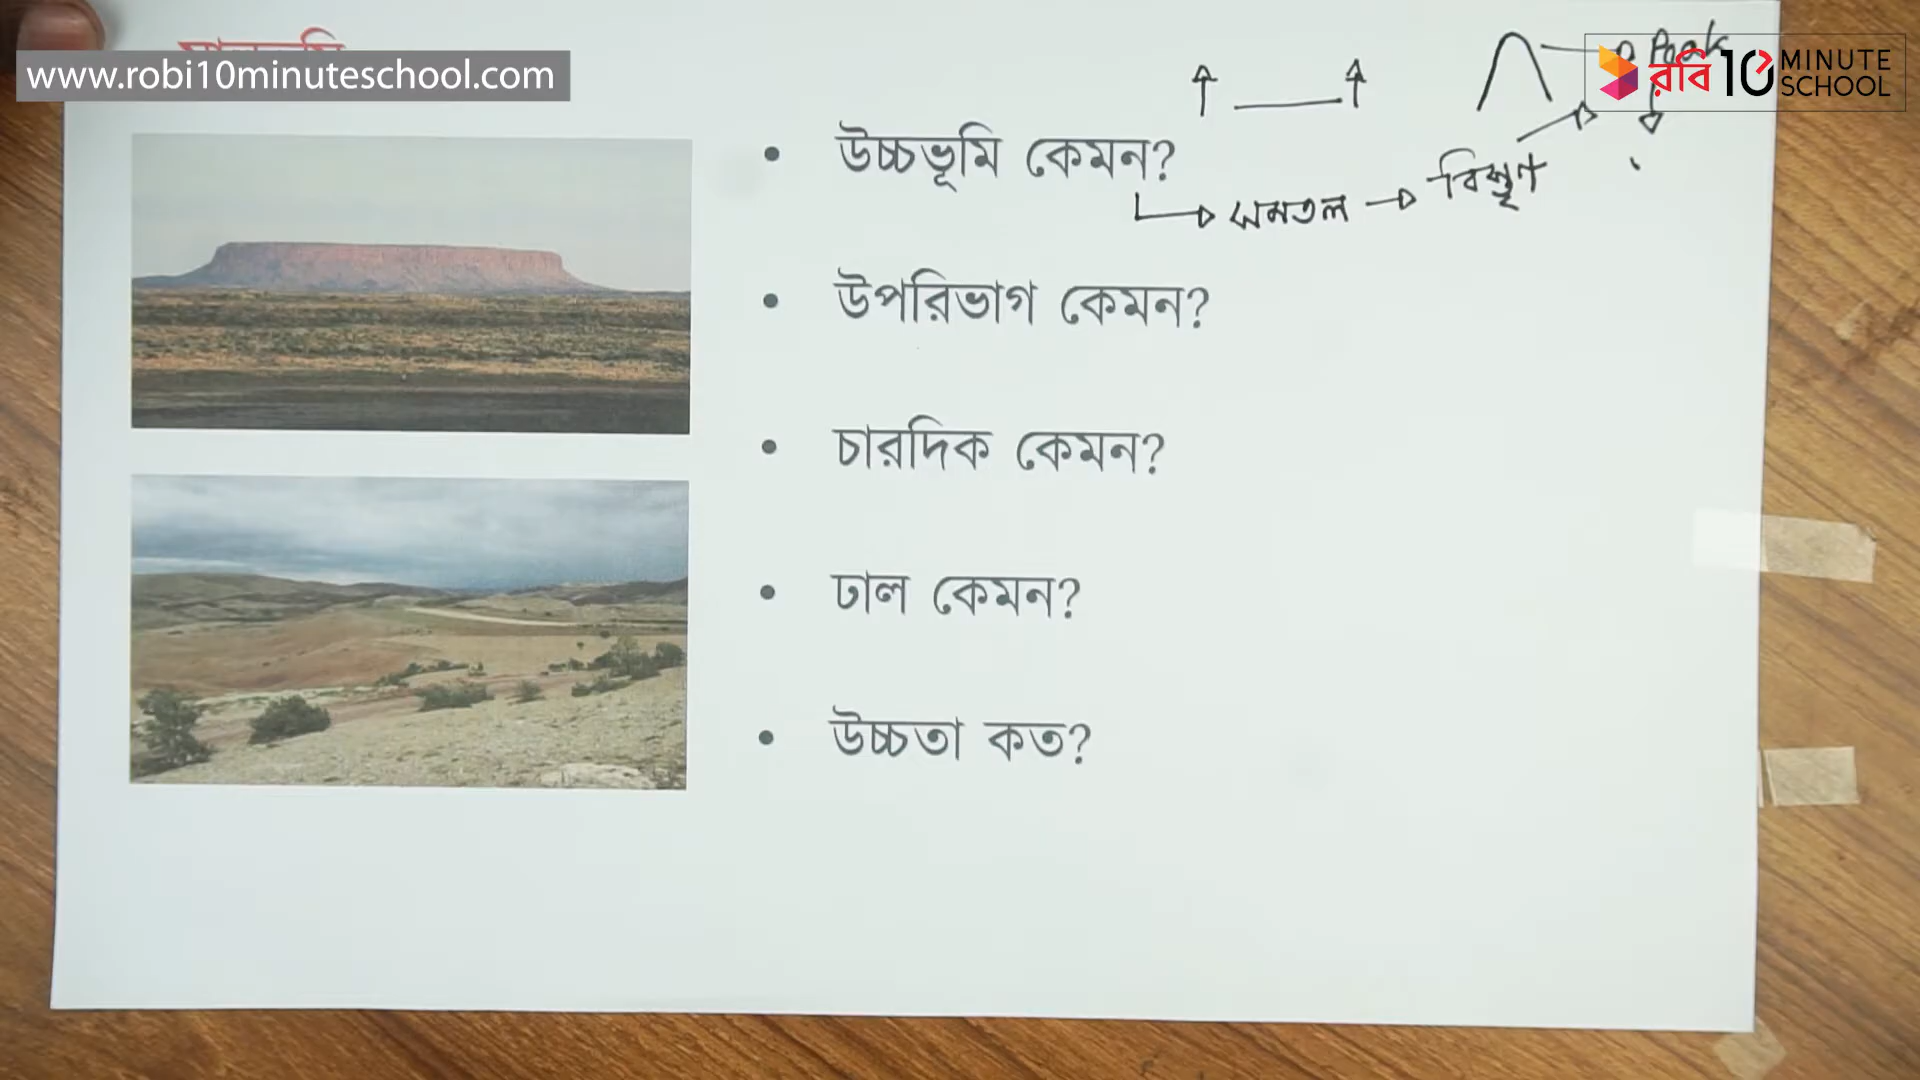 www.robi10minuteschool.com
রবি 10 MINUTE SCHOOL
• উচ্চভূমি কেমন?
সমতল → বিস্তৃর্ণ
• উপরিভাগ কেমন?
• চারদিক কেমন?
• ঢাল কেমন?
• উচ্চতা কত?